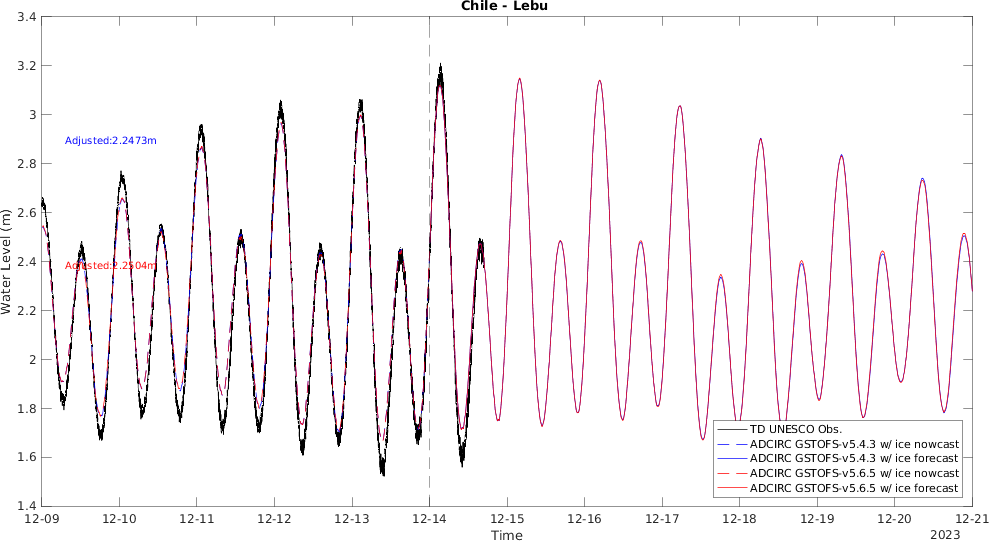 Chile - Lebu
3.4
3.2
3
2.8
2.6
2.4
2.2
2
1.8
1.6
1.4
Water Level (m)
Adjusted:2.2473m
Adjusted:2.2504m
TD UNESCO Obs.
ADCIRC GSTOFS-v5.4.3 w/ ice nowcast
ADCIRC GSTOFS-v5.4.3 w/ ice forecast
ADCIRC GSTOFS-v5.6.5 w/ ice nowcast
ADCIRC GSTOFS-v5.6.5 w/ ice forecast
12-09 12-10 12-11 12-12 12-13 12-14 12-15 12-16 12-17 12-18 12-19 12-20 12-21
Time
2023